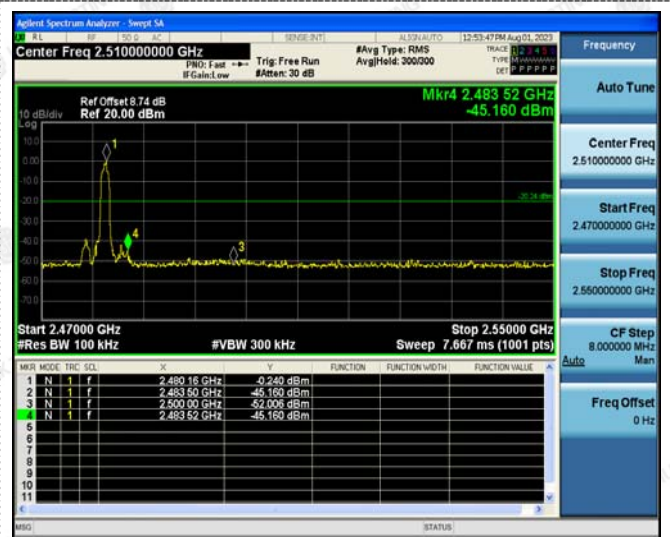 Agilent Spectrum Analyzer - Swept SA
RL RF 50 Ω AC SENSE:INT ALIGNAUTO 12:53:47 PM Aug 01, 2023
Center Freq 2.510000000 GHz
PNO: Fast Trig: Free Run #Avg Type: RMS TRACE 1 2 3 4 5 6
IFGain:Low #Atten: 30 dB Avg|Hold: 300/300 TYPE M
DET P P P P P P
Mkr4 2.483 52 GHz
-45.160 dBm
Ref Offset 8.74 dB
10 dB/div Ref 20.00 dBm
Log
10.0
0.00
-10.0
-20.0
-20.24 dBm
-30.0
-40.0
-50.0
-60.0
-70.0
1
4
3
Start 2.47000 GHz Stop 2.55000 GHz
#Res BW 100 kHz #VBW 300 kHz Sweep 7.667 ms (1001 pts)
MKR MODE TRC SCL X Y FUNCTION FUNCTION WIDTH FUNCTION VALUE
1 N 1 f 2.480 16 GHz -0.240 dBm
2 N 1 f 2.483 50 GHz -45.160 dBm
3 N 1 f 2.500 00 GHz -52.006 dBm
4 N 1 f 2.483 52 GHz -45.160 dBm
5
6
7
8
9
10
11
MSG STATUS
Frequency
Auto Tune
Center Freq
2.510000000 GHz
Start Freq
2.470000000 GHz
Stop Freq
2.550000000 GHz
CF Step
8.000000 MHz
Auto Man
Freq Offset
0 Hz